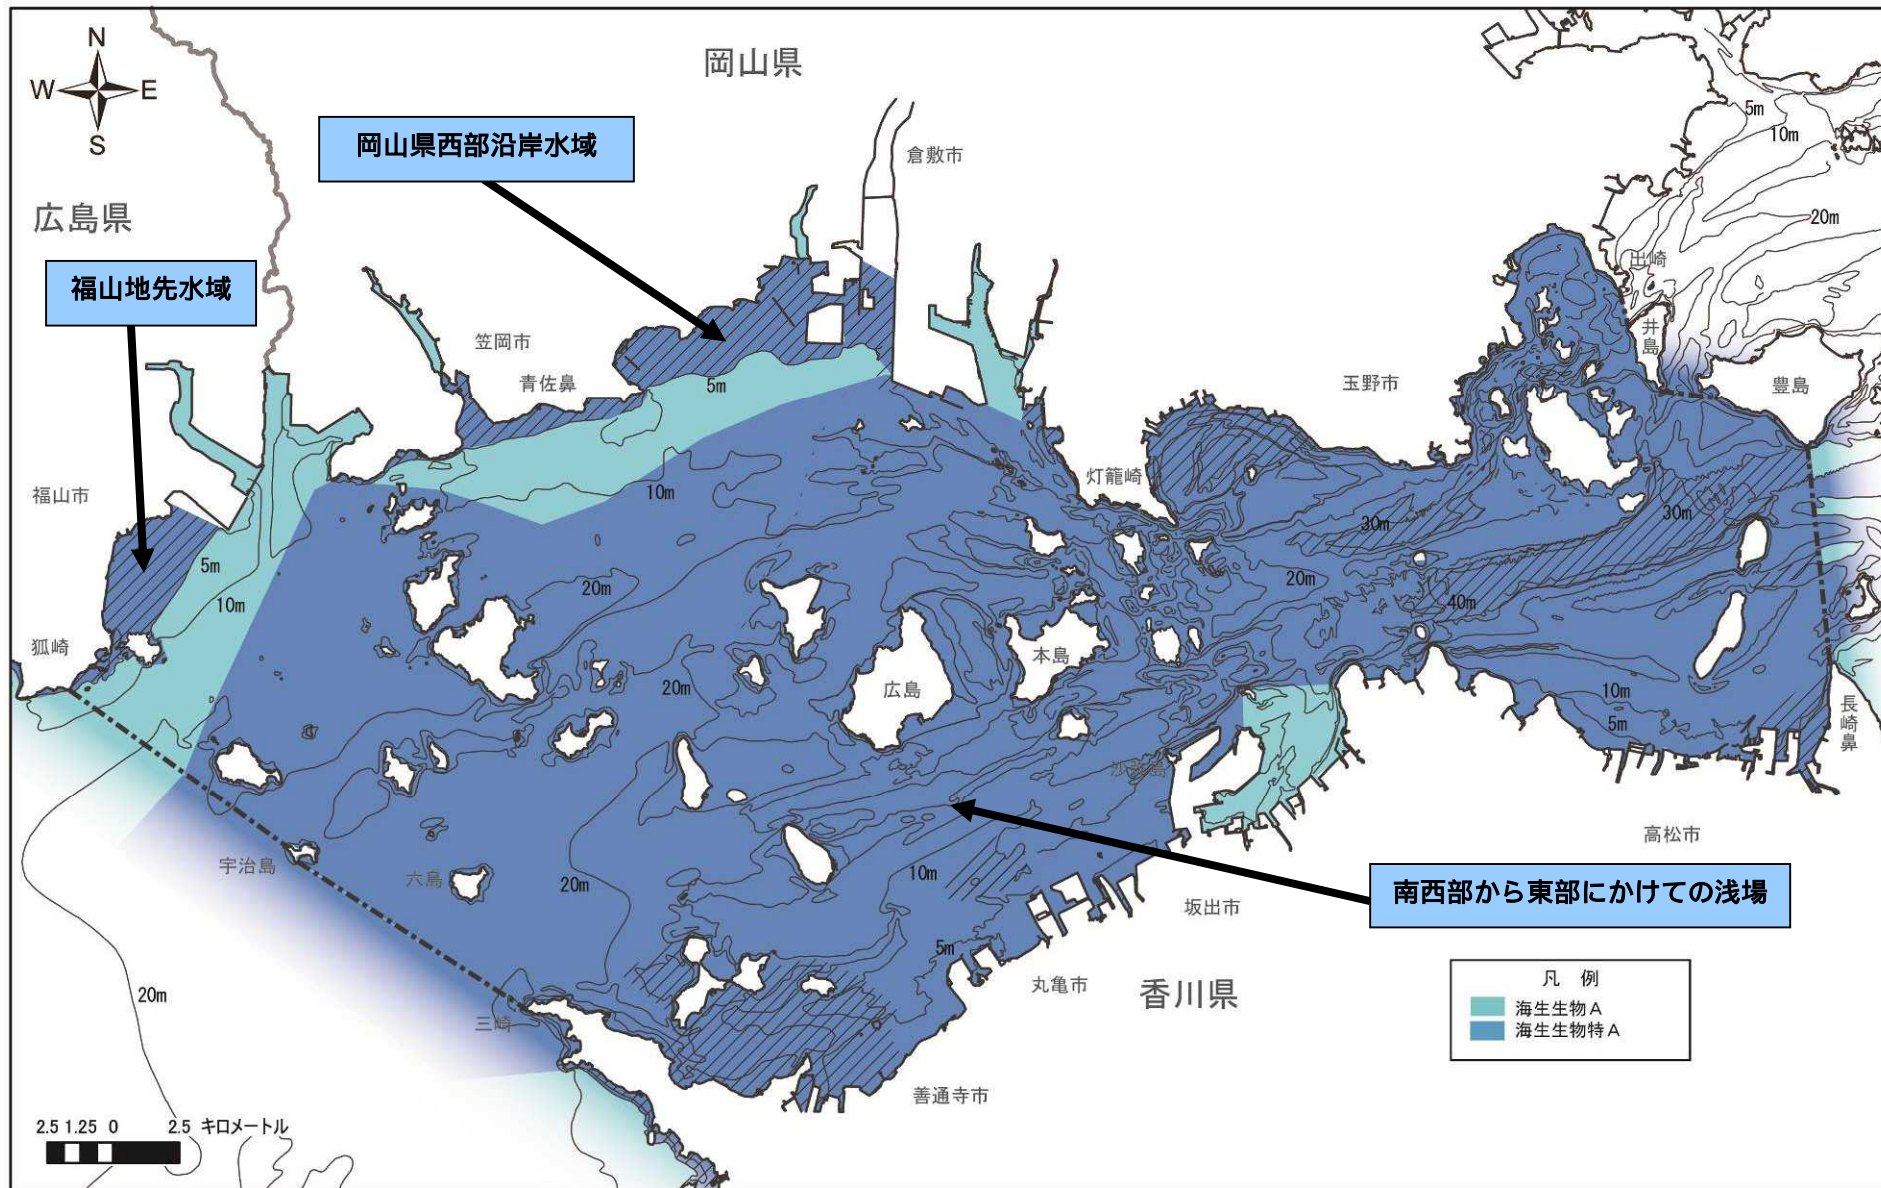 N
W
E
S
岡山県
5m
10m
岡山県西部沿岸水域
倉敷市
広島県
20m
出崎
福山地先水域
井島
笠岡市
青佐鼻
5m
玉野市
豊島
福山市
10m
灯籠崎
30m
30m
5m
20m
20m
10m
40m
狐崎
本島
20m
広島
10m
5m
長崎鼻
沙弥島
高松市
宇治島
六島
20m
10m
南西部から東部にかけての浅場
坂出市
5m
丸亀市
香川県
凡 例
海生生物A
海生生物特A
20m
三崎
善通寺市
2.5 1.25 0 2.5 キロメートル